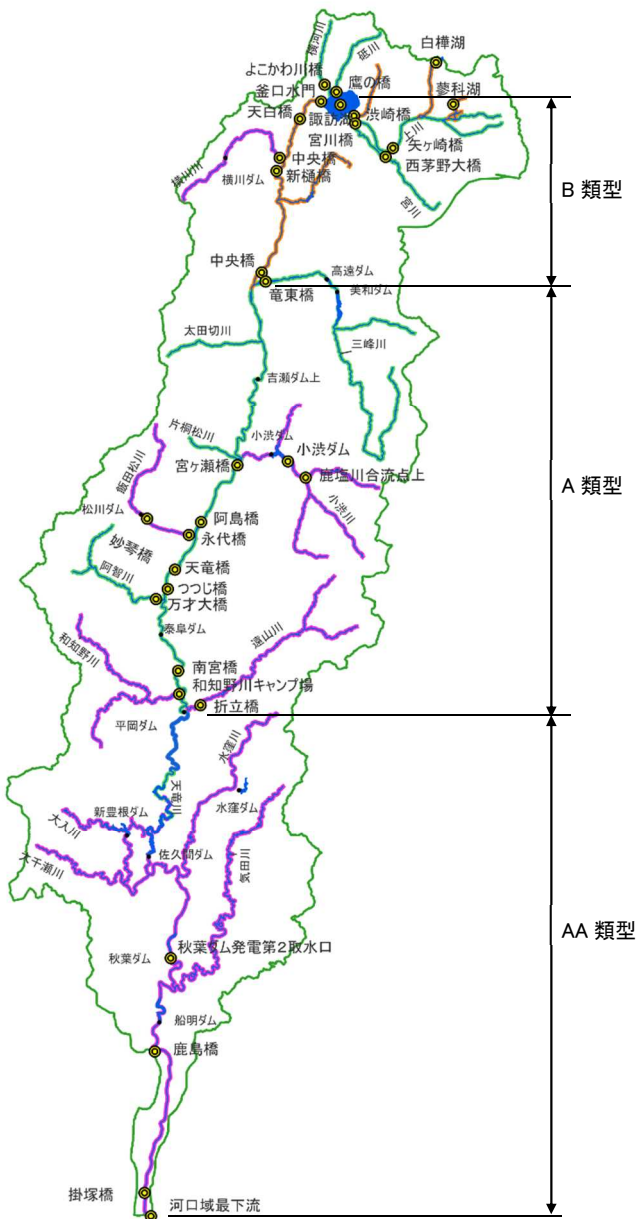 横河川
砥川
白樺湖
よこかわ川橋
鷹の橋
蓼科湖
釜口水門
天白橋
諏訪湖
渋崎橋
上川
宮川橋
矢ヶ崎橋
中央橋
西茅野大橋
横川川
横川ダム
新樋橋
宮川
B 類型
中央橋
高遠ダム
竜東橋
美和ダム
太田切川
三峰川
吉瀬ダム上
片桐松川
小渋ダム
小渋ダム
宮ヶ瀬橋
飯田松川
鹿塩川合流点上
A 類型
松川ダム
阿島橋
小渋川
永代橋
妙琴橋
阿智川
天竜橋
つつじ橋
万才大橋
泰阜ダム
和知野川
遠山川
南宮橋
和知野川キャンプ場
折立橋
平岡ダム
水窪川
天竜川
新豊根ダム
水窪ダム
大入川
佐久間ダム
大千瀬川
気田川
AA 類型
秋葉ダム発電第2取水口
秋葉ダム
船明ダム
鹿島橋
掛塚橋
河口域最下流